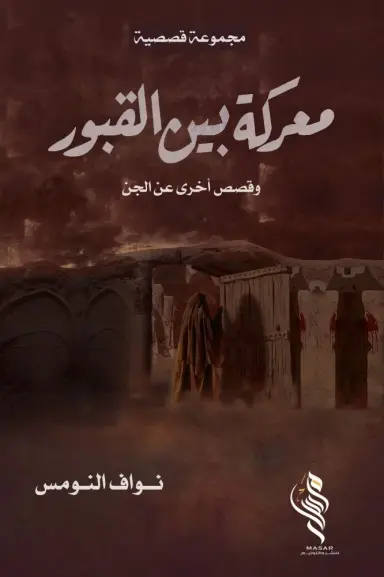 مجموعة قصصية
معركة بين القبور
وقصص أخرى عن الجن
نواف النومس
MASAR